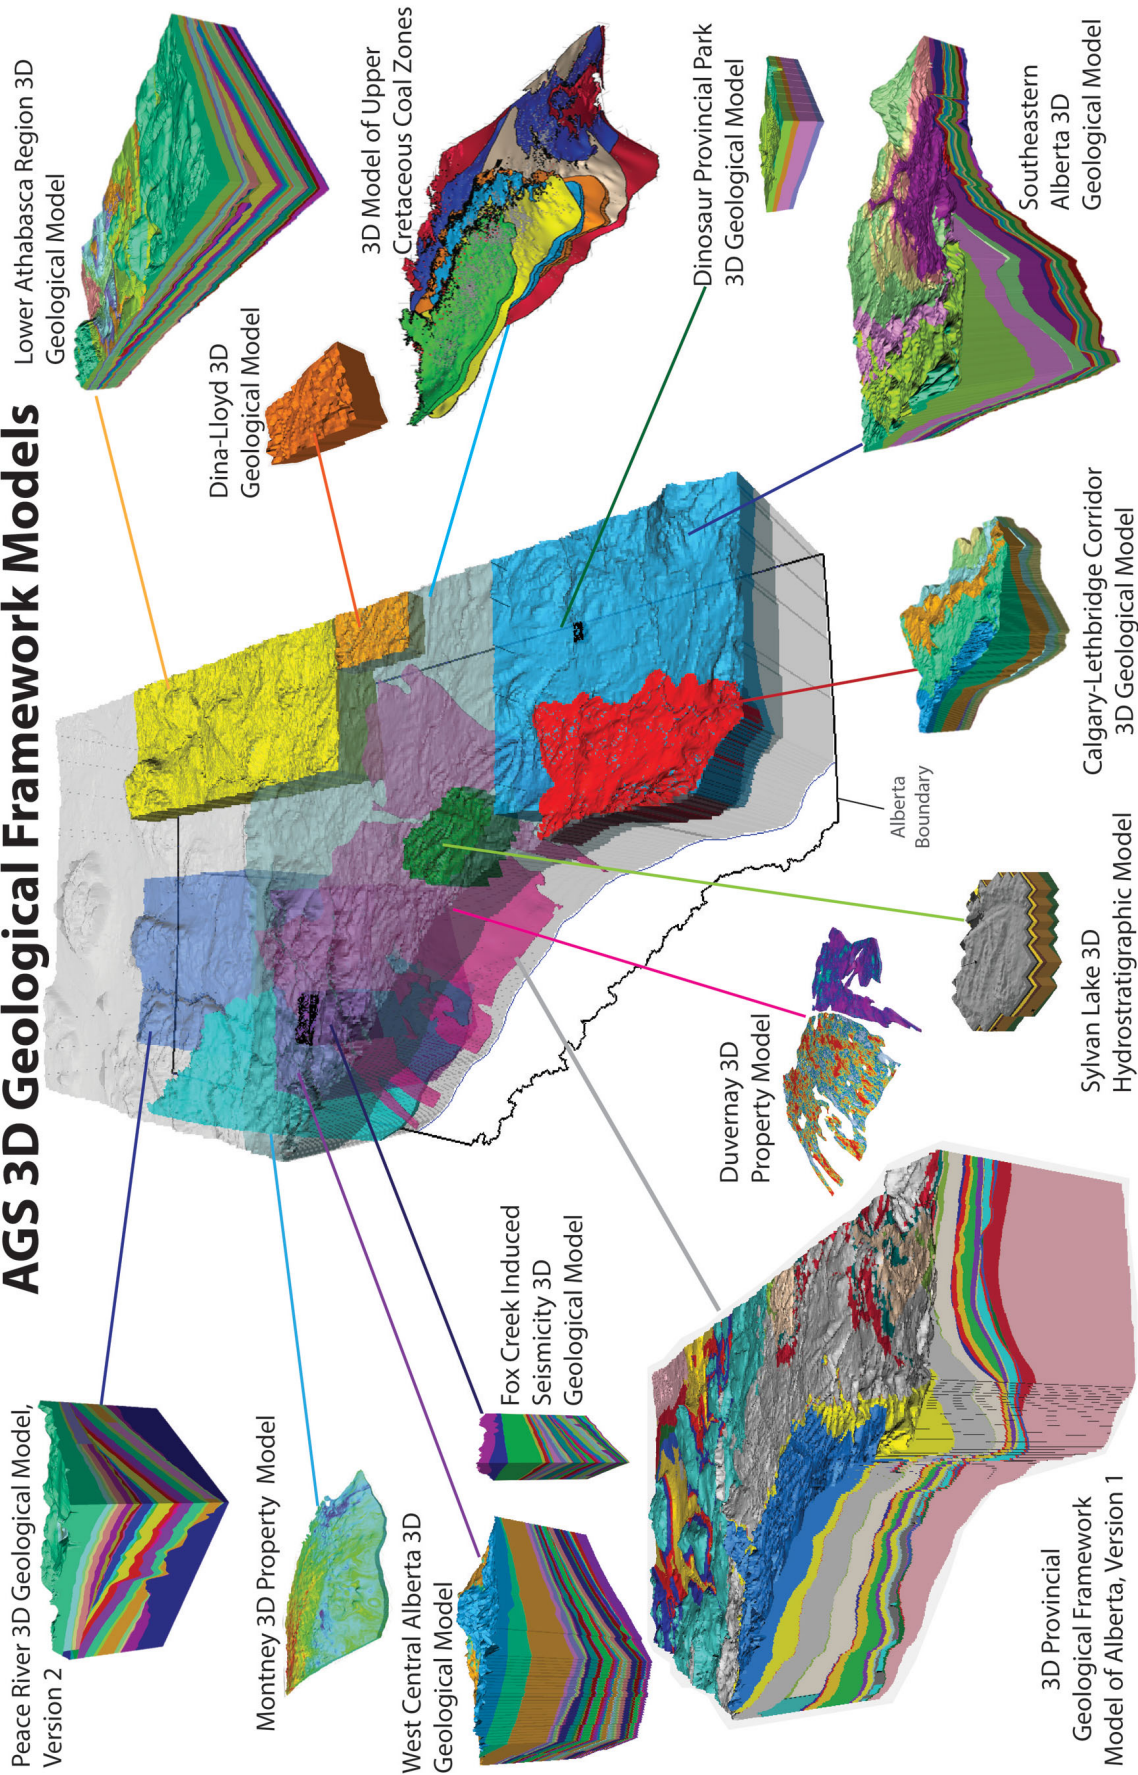 AGS 3D Geological Framework Models
Peace River 3D Geological Model,
Version 2
Montney 3D Property Model
West Central Alberta 3D
Geological Model
Fox Creek Induced
Seismicity 3D
Geological Model
3D Provincial
Geological Framework
Model of Alberta, Version 1
Duvernay 3D
Property Model
Sylvan Lake 3D
Hydrostratigraphic Model
Alberta
Boundary
Calgary-Lethbridge Corridor
3D Geological Model
Southeastern
Alberta 3D
Geological Model
Dinosaur Provincial Park
3D Geological Model
3D Model of Upper
Cretaceous Coal Zones
Dina-Lloyd 3D
Geological Model
Lower Athabasca Region 3D
Geological Model